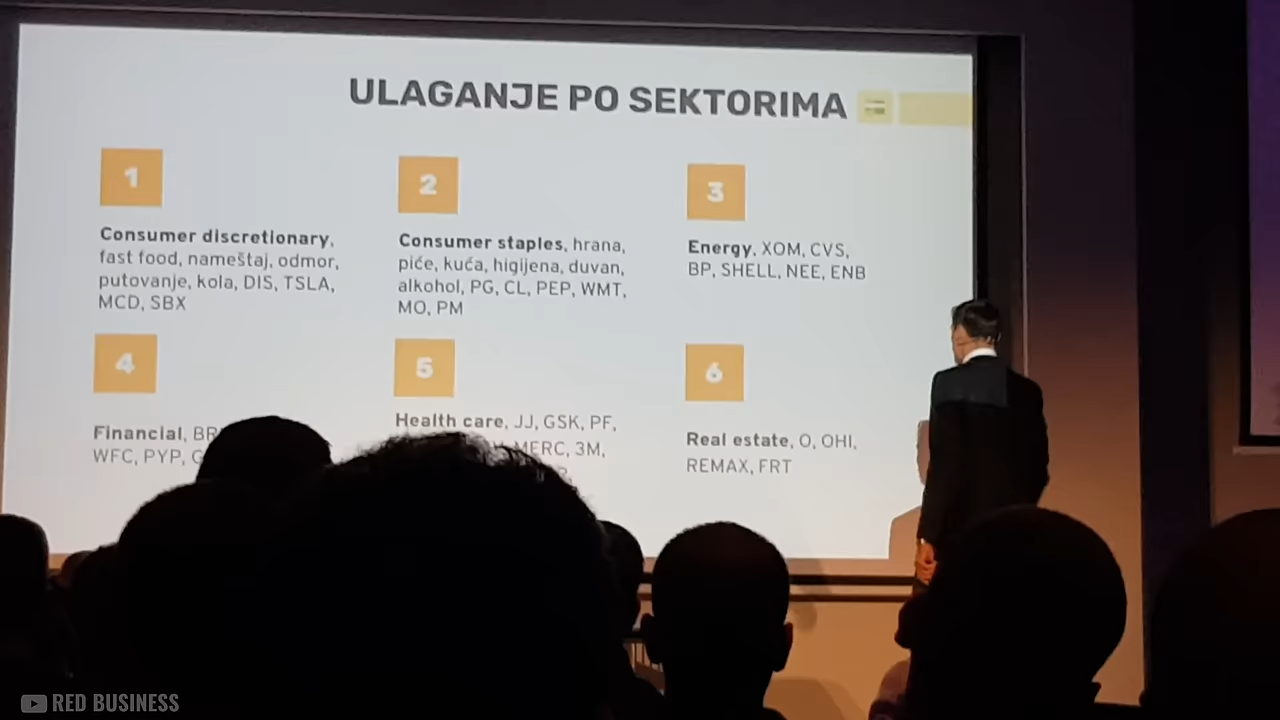 ULAGANJE PO SEKTORIMA
1
Consumer discretionary,
fast food, nameštaj, odmor,
putovanje, kola, DIS, TSLA,
MCD, SBX
2
Consumer staples, hrana,
piće, kuća, higijena, duvan,
alkohol, PG, CL, PEP, WMT,
MO, PM
3
Energy, XOM, CVS,
BP, SHELL, NEE, ENB
4
Financial,
WFC, PYP,
5
Health care, JJ, GSK, PF,
MERC, 3M,
6
Real estate, O, OHI,
REMAX, FRT
RED BUSINESS